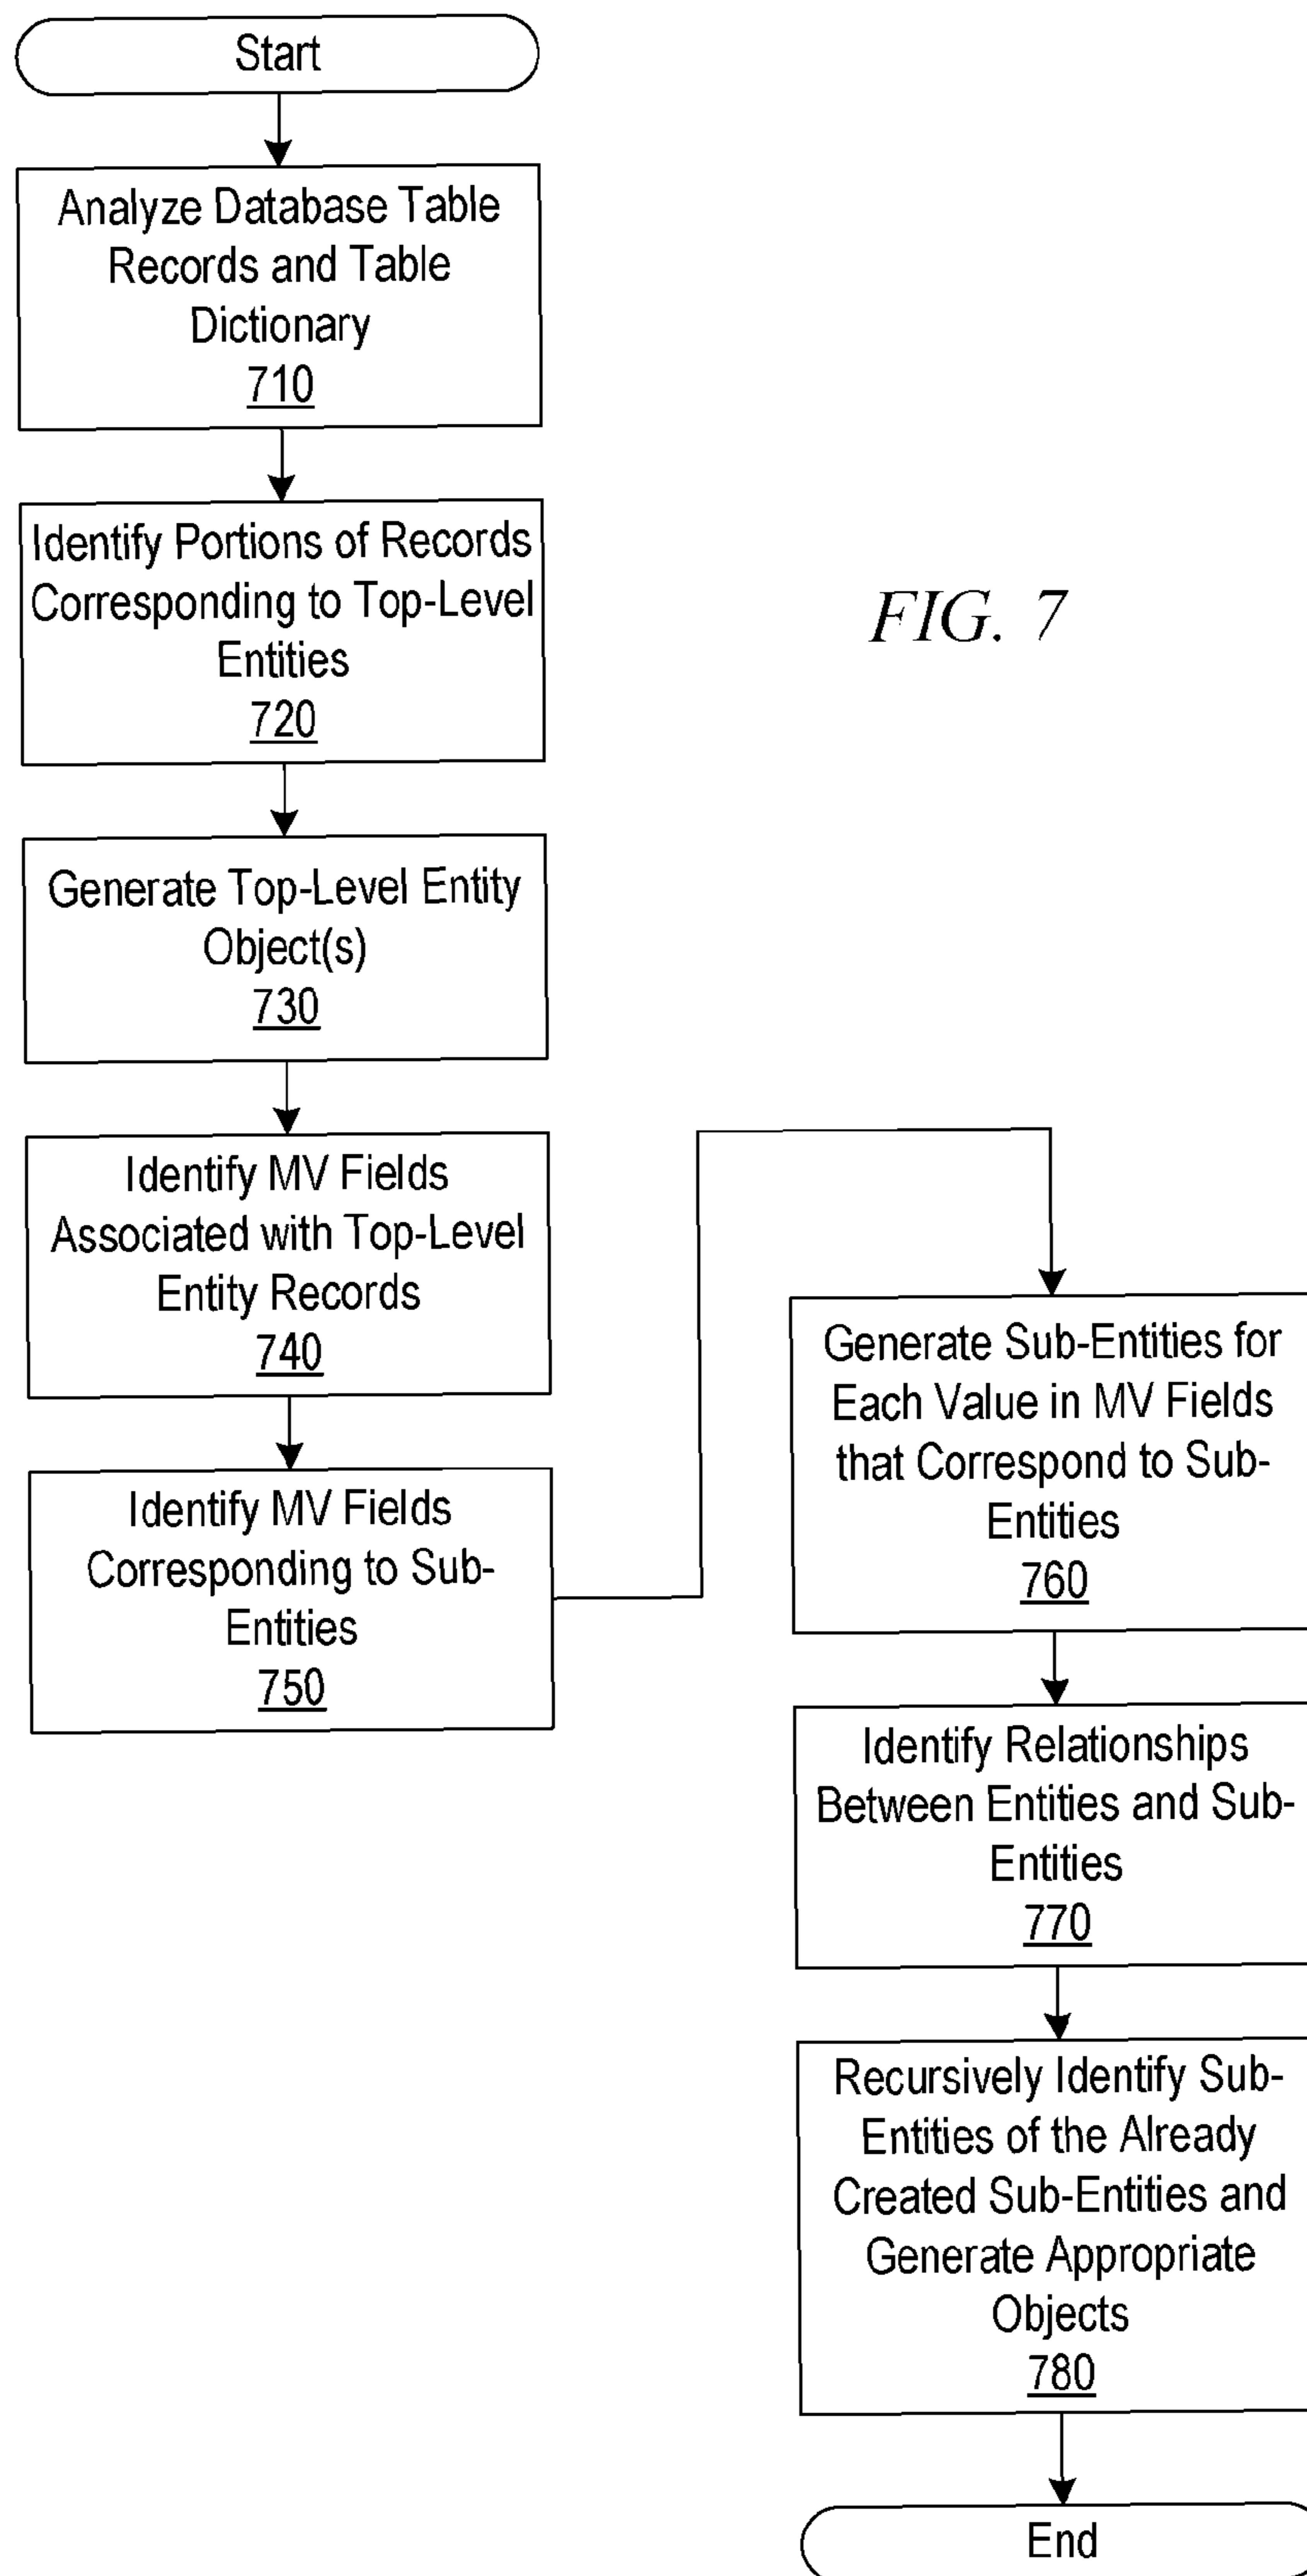 Start
Analyze Database Table
Records and Table
Dictionary
710
Identify Portions of Records
Corresponding to Top-Level
Entities
720
Generate Top-Level Entity
Object(s)
730
Identify MV Fields
Associated with Top-Level
Entity Records
740
Identify MV Fields
Corresponding to Sub-
Entities
750
FIG. 7
Generate Sub-Entities for
Each Value in MV Fields
that Correspond to Sub-
Entities
760
Identify Relationships
Between Entities and Sub-
Entities
770
Recursively Identify Sub-
Entities of the Already
Created Sub-Entities and
Generate Appropriate
Objects
780
End